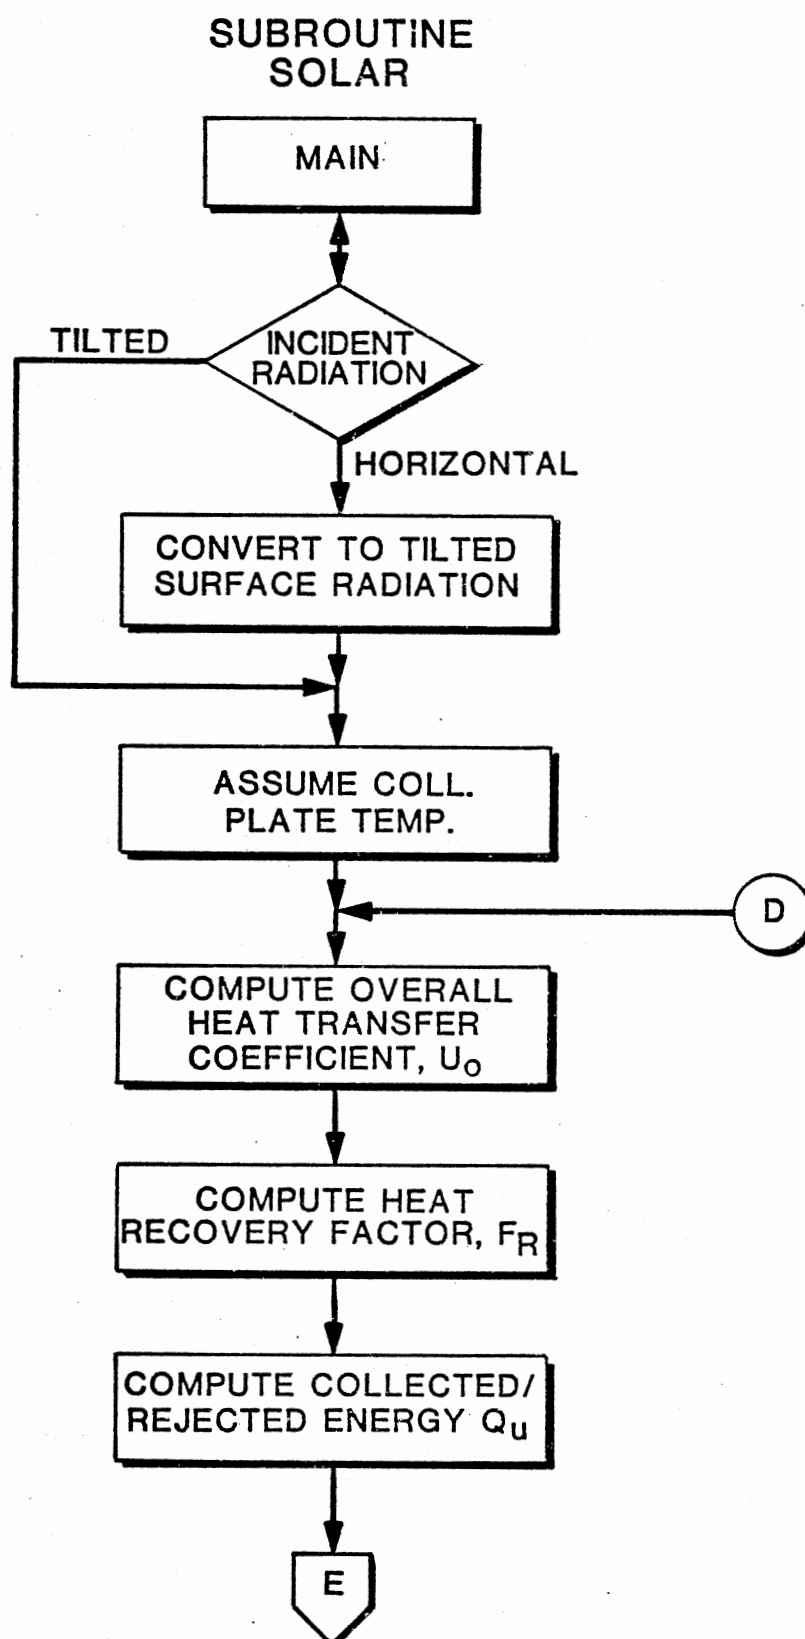 SUBROUTINE
SOLAR
MAIN
TILTED
INCIDENT
RADIATION
HORIZONTAL
CONVERT TO TILTED
SURFACE RADIATION
ASSUME COLL.
PLATE TEMP.
D
COMPUTE OVERALL
HEAT TRANSFER
COEFFICIENT, Uo
COMPUTE HEAT
RECOVERY FACTOR, FR
COMPUTE COLLECTED/
REJECTED ENERGY Qu
E